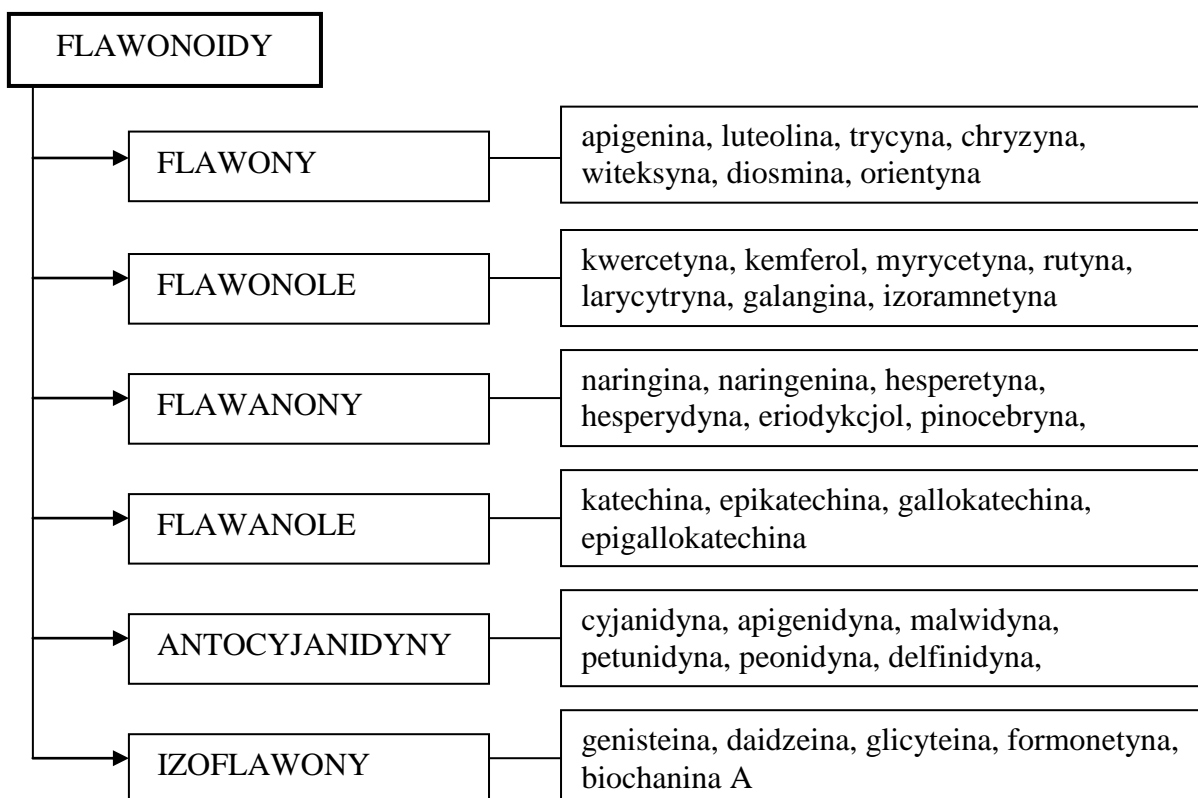 FLAWONOIDY
FLAWONY
apigenina, luteolina, trycyna, chryzyna,
witeksyna, diosmina, orientyna
FLAWONOLE
kwercetyna, kemferol, myrycetyna, rutyna,
larycytryna, galangina, izoramnetyna
FLAWANONY
naringina, naringenina, hesperetyna,
hesperydyna, eriodykcjol, pinocebryna,
FLAWANOLE
katechina, epikatechina, gallokatechina,
epigallokatechina
ANTOCYJANIDYNY
cyjanidyna, apigenidyna, malwidyna,
petunidyna, peonidyna, delfinidyna,
IZOFLAWONY
genisteina, daidzeina, glicyteina, formonetyna,
biochanina A